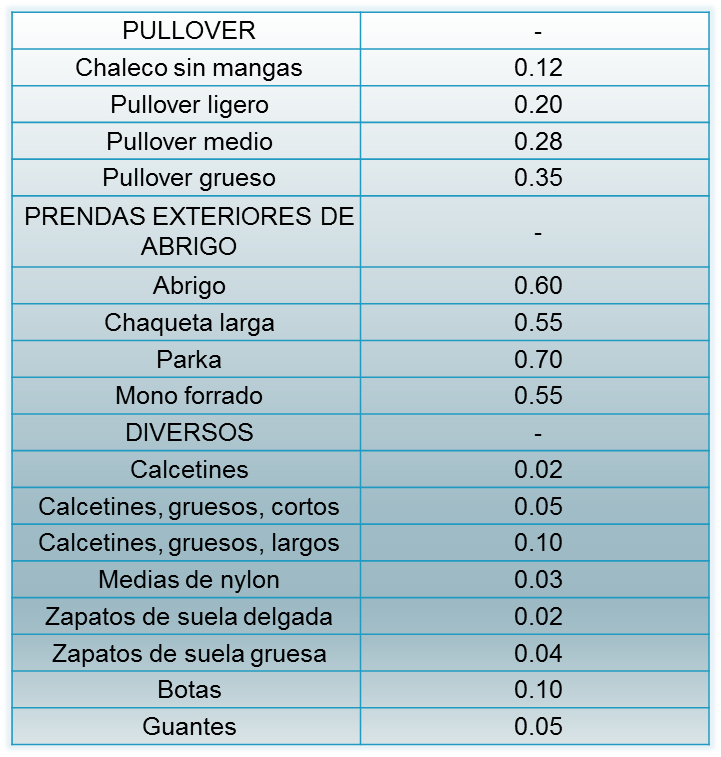 PULLOVER -
Chaleco sin mangas 0.12
Pullover ligero 0.20
Pullover medio 0.28
Pullover grueso 0.35
PRENDAS EXTERIORES DE
ABRIGO -
Abrigo 0.60
Chaqueta larga 0.55
Parka 0.70
Mono forrado 0.55
DIVERSOS -
Calcetines 0.02
Calcetines, gruesos, cortos 0.05
Calcetines, gruesos, largos 0.10
Medias de nylon 0.03
Zapatos de suela delgada 0.02
Zapatos de suela gruesa 0.04
Botas 0.10
Guantes 0.05